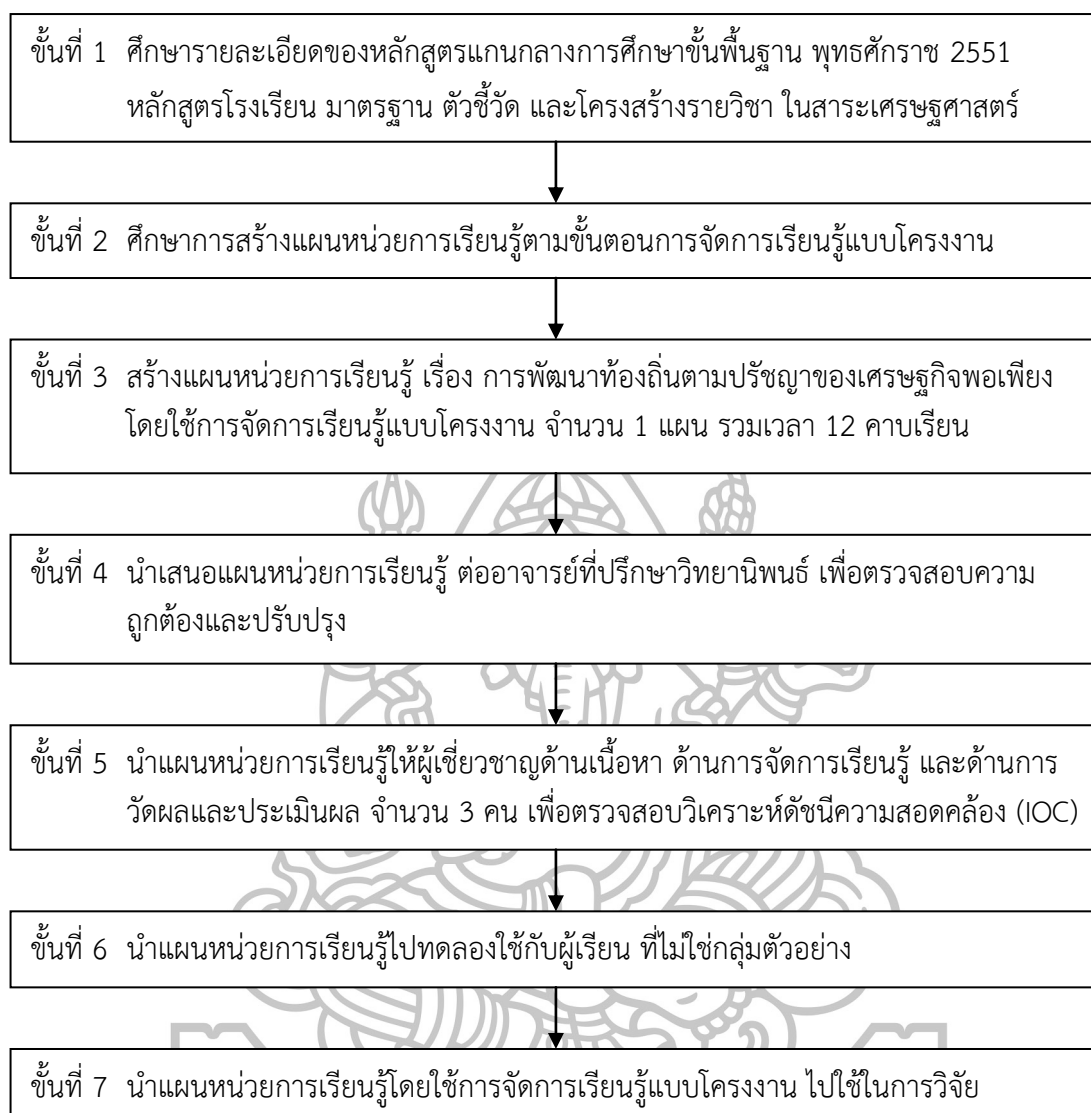 ขั้นที่ 1 ศึกษารายละเอียดของหลักสูตรแกนกลางการศึกษาขั้นพื้นฐาน พุทธศักราช 2551
หลักสูตรโรงเรียน มาตรฐาน ตัวชี้วัด และโครงสร้างรายวิชา ในสาระเศรษฐศาสตร์
ขั้นที่ 2 ศึกษาการสร้างแผนหน่วยการเรียนรู้ตามขั้นตอนการจัดการเรียนรู้แบบโครงงาน
ขั้นที่ 3 สร้างแผนหน่วยการเรียนรู้ เรื่อง การพัฒนาท้องถิ่นตามปรัชญาของเศรษฐกิจพอเพียง
โดยใช้การจัดการเรียนรู้แบบโครงงาน จำนวน 1 แผน รวมเวลา 12 คาบเรียน
ขั้นที่ 4 นำเสนอแผนหน่วยการเรียนรู้ ต่ออาจารย์ที่ปรึกษาวิทยานิพนธ์ เพื่อตรวจสอบความ
ถูกต้องและปรับปรุง
ขั้นที่ 5 นำแผนหน่วยการเรียนรู้ให้ผู้เชี่ยวชาญด้านเนื้อหา ด้านการจัดการเรียนรู้ และด้านการ
วัดผลและประเมินผล จำนวน 3 คน เพื่อตรวจสอบวิเคราะห์ดัชนีความสอดคล้อง (IOC)
ขั้นที่ 6 นำแผนหน่วยการเรียนรู้ไปทดลองใช้กับผู้เรียน ที่ไม่ใช่กลุ่มตัวอย่าง
ขั้นที่ 7 นำแผนหน่วยการเรียนรู้โดยใช้การจัดการเรียนรู้แบบโครงงาน ไปใช้ในการวิจัย